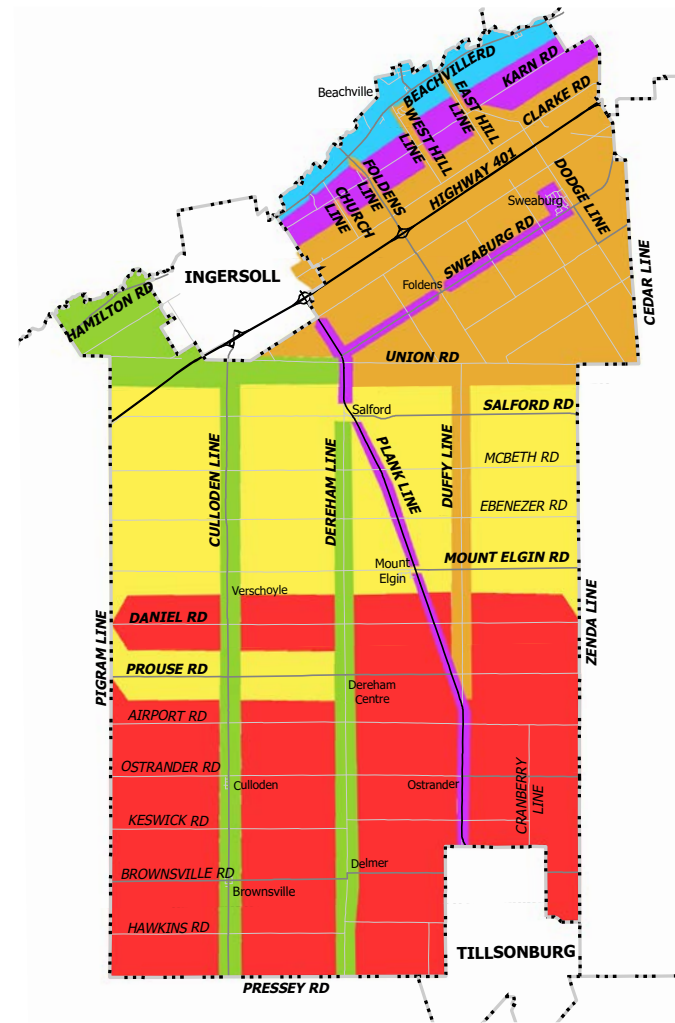 BEACHVILLERD
KARN RD
Beachville
EAST HILL
LINE
CLARKE RD
WEST HILL
LINE
HIGHWAY 401
FOLDENS
LINE
DODGE LINE
CHURCH
LINE
Sweaburg
SWEABURG RD
INGERSOLL
Foldens
HAMILTON RD
CEDAR LINE
UNION RD
Salford
SALFORD RD
CULLODEN LINE
DEREHAM LINE
PLANK LINE
DUFFY LINE
MCBETH RD
EBENEZER RD
Mount
Elgin
MOUNT ELGIN RD
Verschoyle
DANIEL RD
PIGRAM LINE
ZENDA LINE
PROUSE RD
Dereham
Centre
AIRPORT RD
OSTRANDER RD
Culloden
Ostrander
CRANBERRY
LINE
KESWICK RD
Delmer
BROWNSVILLE RD
Brownsville
HAWKINS RD
TILLSONBURG
PRESSEY RD